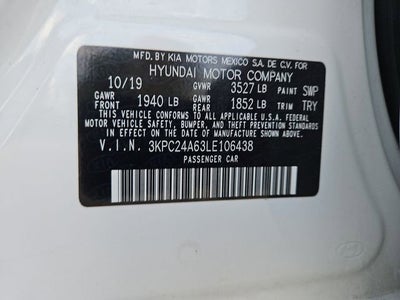 MFD. BY KIA MOTORS MEXICO S.A. DE C.V. FOR
HYUNDAI MOTOR COMPANY
10/19 GVWR 3527 LB PAINT SWP
GAWR FRONT 1940 LB GAWR REAR 1852 LB TRIM TRY
THIS VEHICLE CONFORMS TO ALL APPLICABLE U.S.A. FEDERAL
MOTOR VEHICLE SAFETY, BUMPER, AND THEFT PREVENTION
STANDARDS IN EFFECT ON THE DATE OF MANUFACTURE SHOWN ABOVE.
V.I.N. 3KPC24A63LE106438
PASSENGER CAR